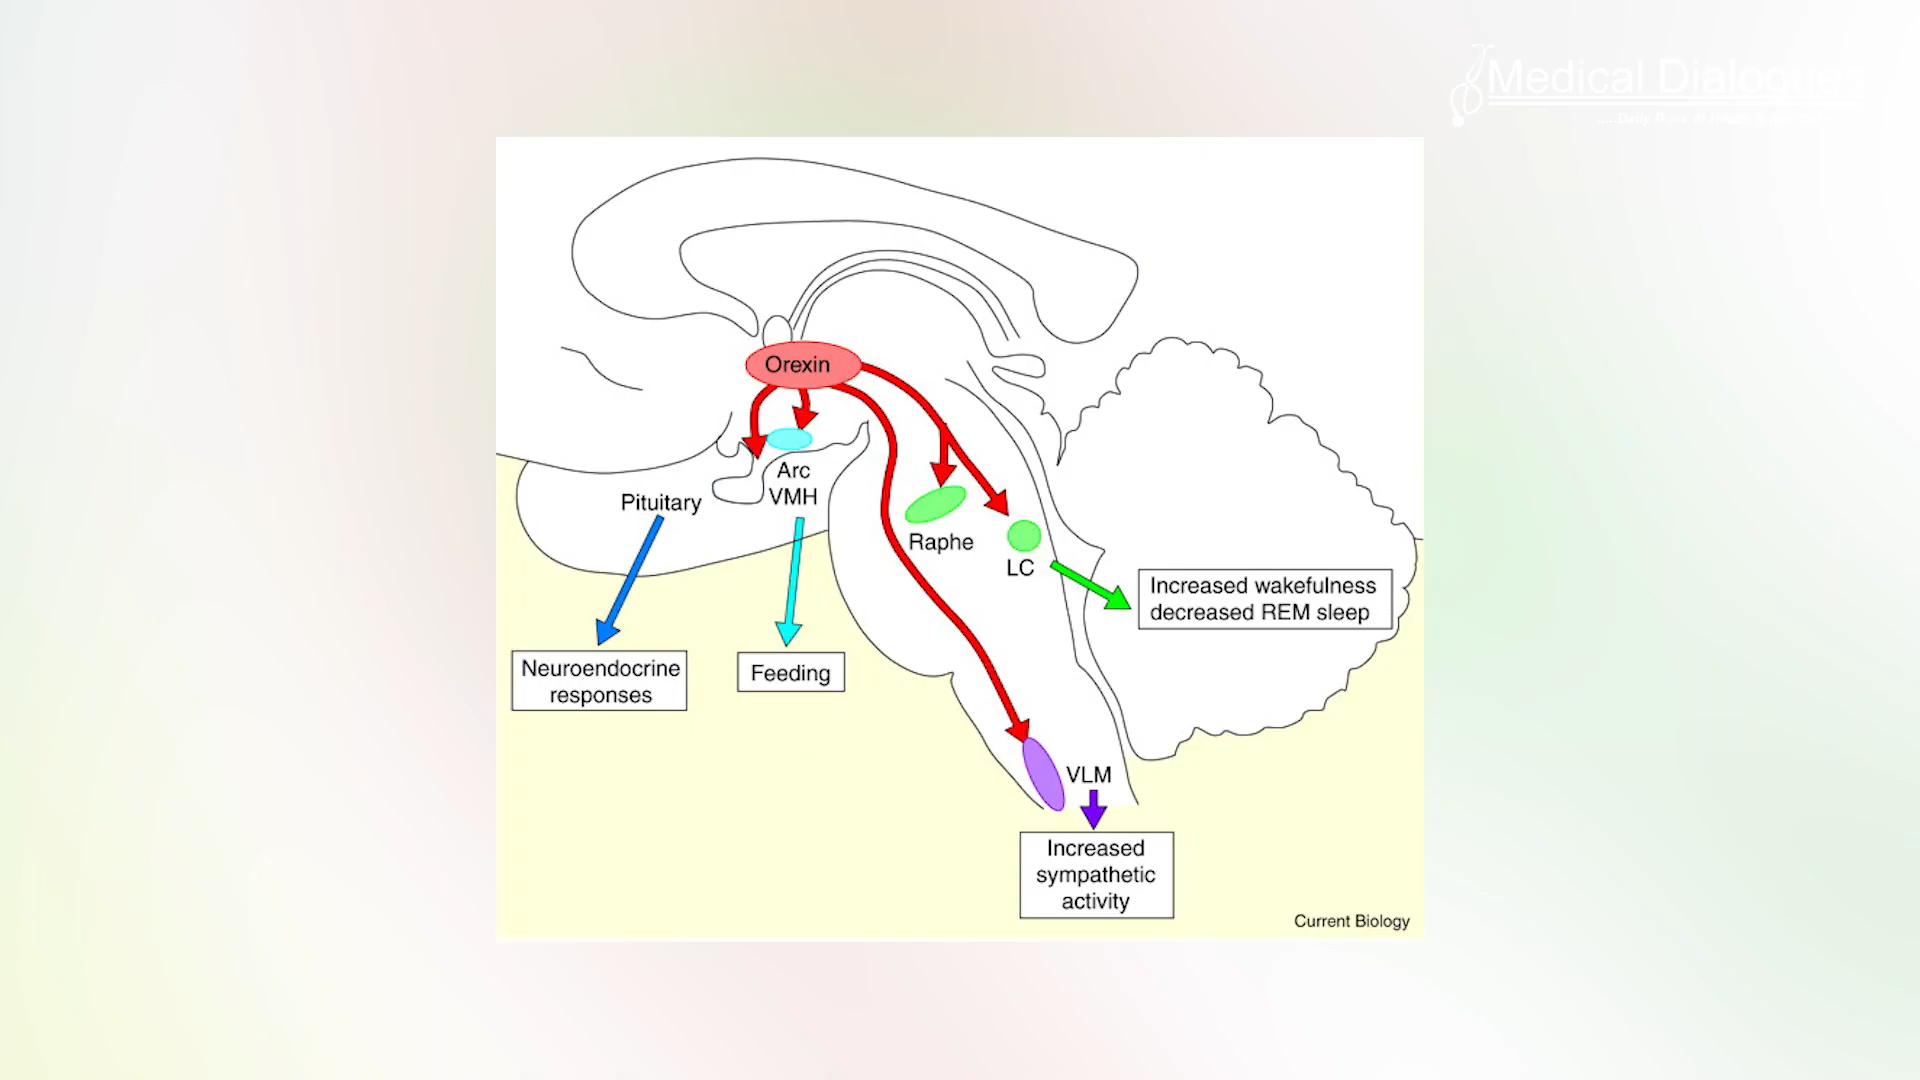 Medical Dialogues
Orexin
Arc
VMH
Pituitary
Raphe
LC
Increased wakefulness
decreased REM sleep
Neuroendocrine
responses
Feeding
VLM
Increased
sympathetic
activity
Current Biology